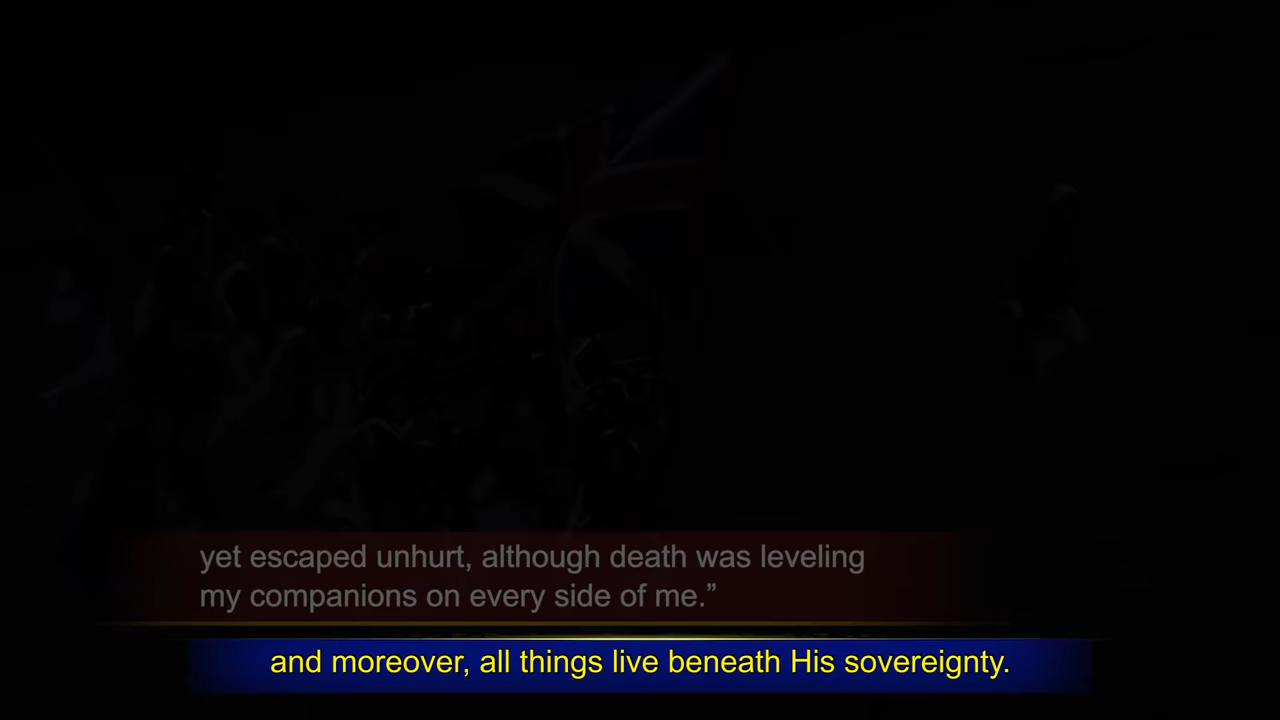 yet escaped unhurt, although death was leveling
my companions on every side of me.”
and moreover, all things live beneath His sovereignty.